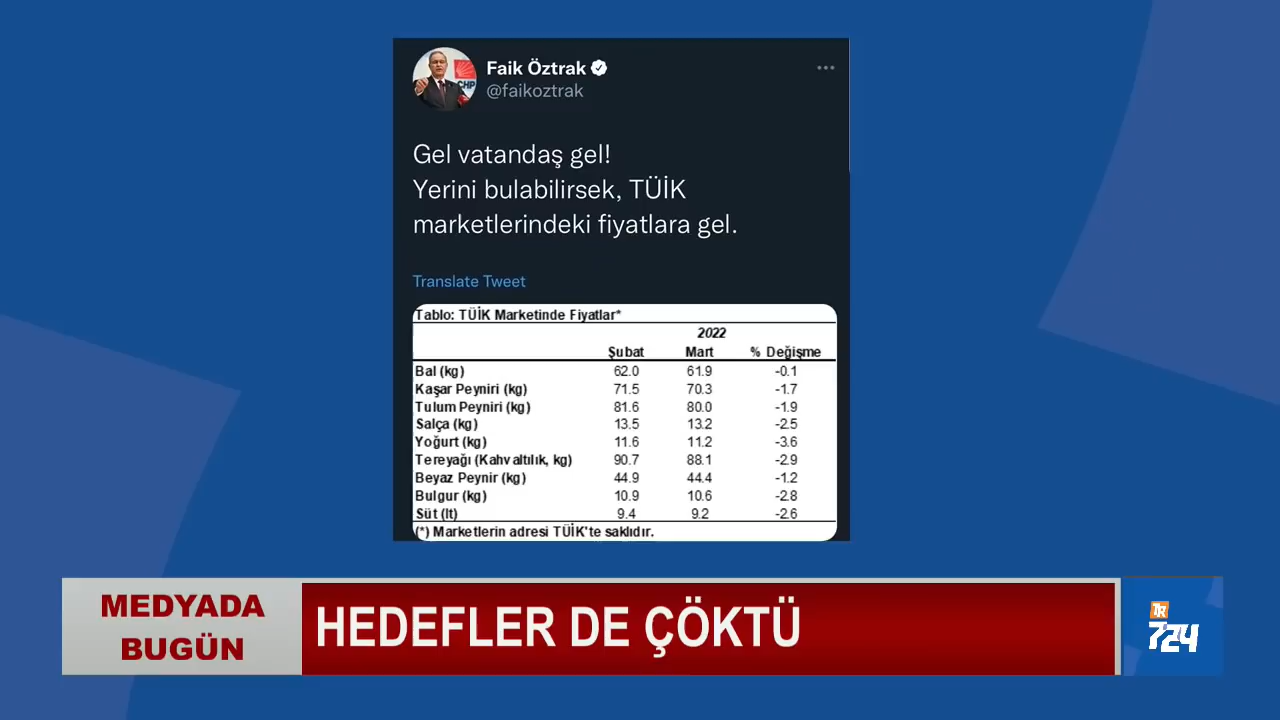 Faik Öztrak
@faikoztrak
CHP
Gel vatandaş gel!
Yerini bulabilirsek, TÜİK
marketlerindeki fiyatlara gel.
Translate Tweet
Tablo: TÜİK Marketinde Fiyatlar*
2022
Şubat Mart % Değişme
Bal (kg) 62.0 61.9 -0.1
Kaşar Peyniri (kg) 71.5 70.3 -1.7
Tulum Peyniri (kg) 81.6 80.0 -1.9
Salça (kg) 13.5 13.2 -2.5
Yoğurt (kg) 11.6 11.2 -3.6
Tereyağı (Kahvaltılık, kg) 90.7 88.1 -2.9
Beyaz Peynir (kg) 44.9 44.4 -1.2
Bulgur (kg) 10.9 10.6 -2.8
Süt (lt) 9.4 9.2 -2.6
(*) Marketlerin adresi TÜİK'te saklıdır.
MEDYADA
BUGÜN
HEDEFLER DE ÇÖKTÜ
TR
724